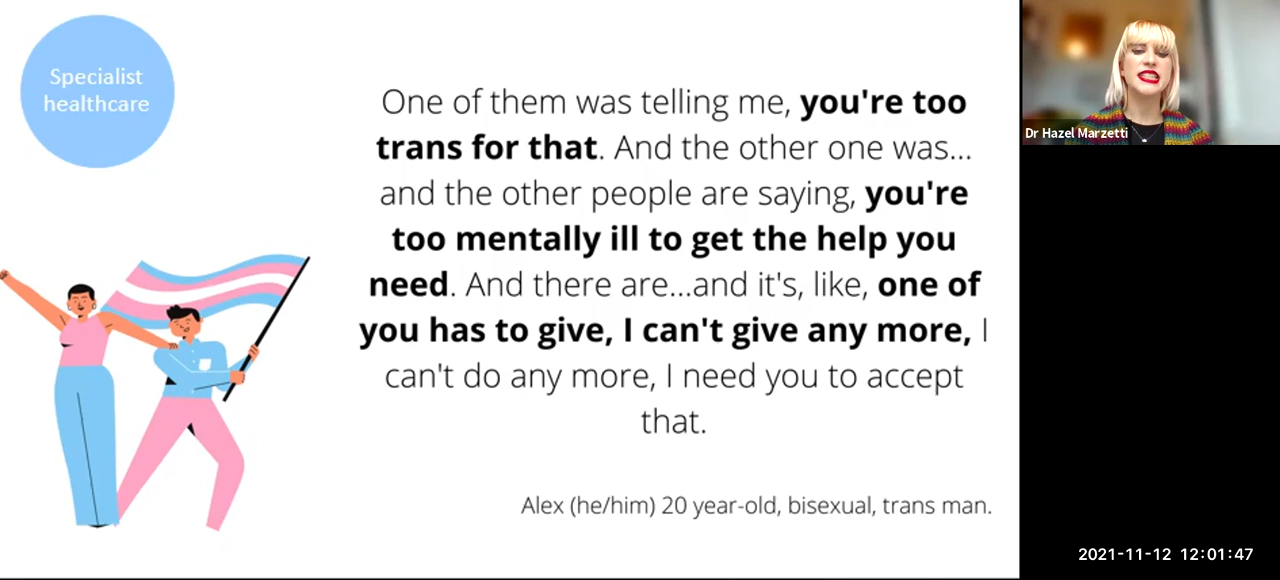 Specialist
healthcare
One of them was telling me, you're too
trans for that. And the other one was...
and the other people are saying, you're
too mentally ill to get the help you
need. And there are...and it's, like, one of
you has to give, I can't give any more, I
can't do any more, I need you to accept
that.
Alex (he/him) 20 year-old, bisexual, trans man.
Dr Hazel Marzetti
2021-11-12 12:01:47